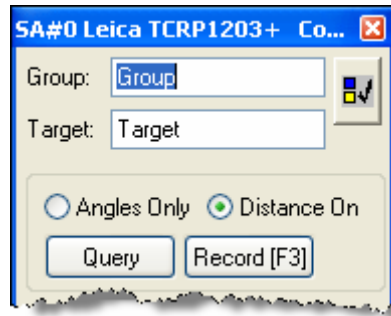 SA#0 Leica TCRP1203+ Co...
Group: Group
Target: Target
Angles Only Distance On
Query Record [F3]